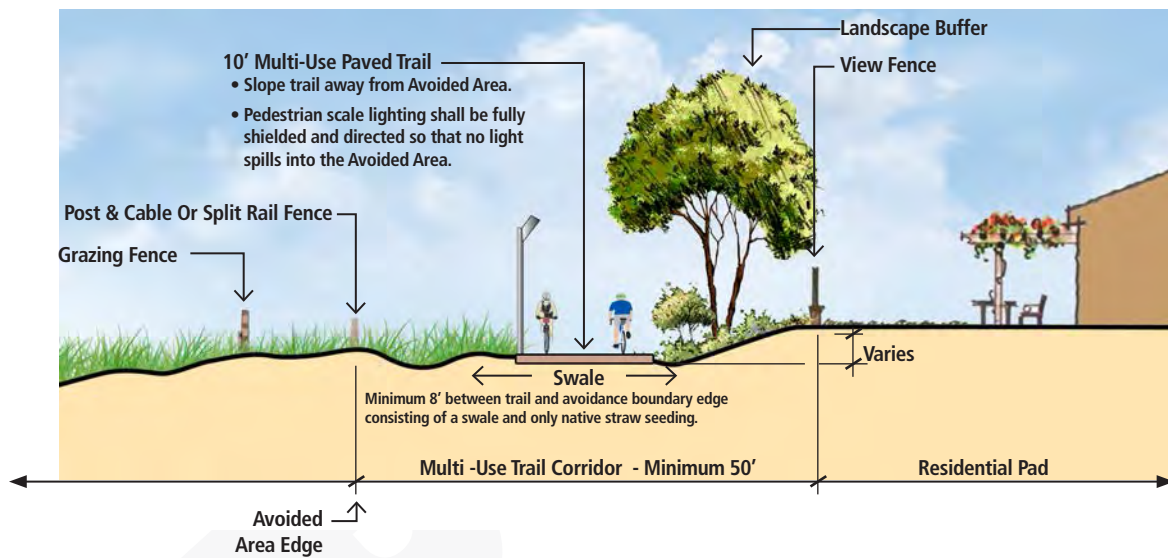 Landscape Buffer
View Fence
10’ Multi-Use Paved Trail
• Slope trail away from Avoided Area.
• Pedestrian scale lighting shall be fully
shielded and directed so that no light
spills into the Avoided Area.
Post & Cable Or Split Rail Fence
Grazing Fence
Varies
Swale
Minimum 8’ between trail and avoidance boundary edge
consisting of a swale and only native straw seeding.
Multi -Use Trail Corridor - Minimum 50’
Residential Pad
Avoided
Area Edge